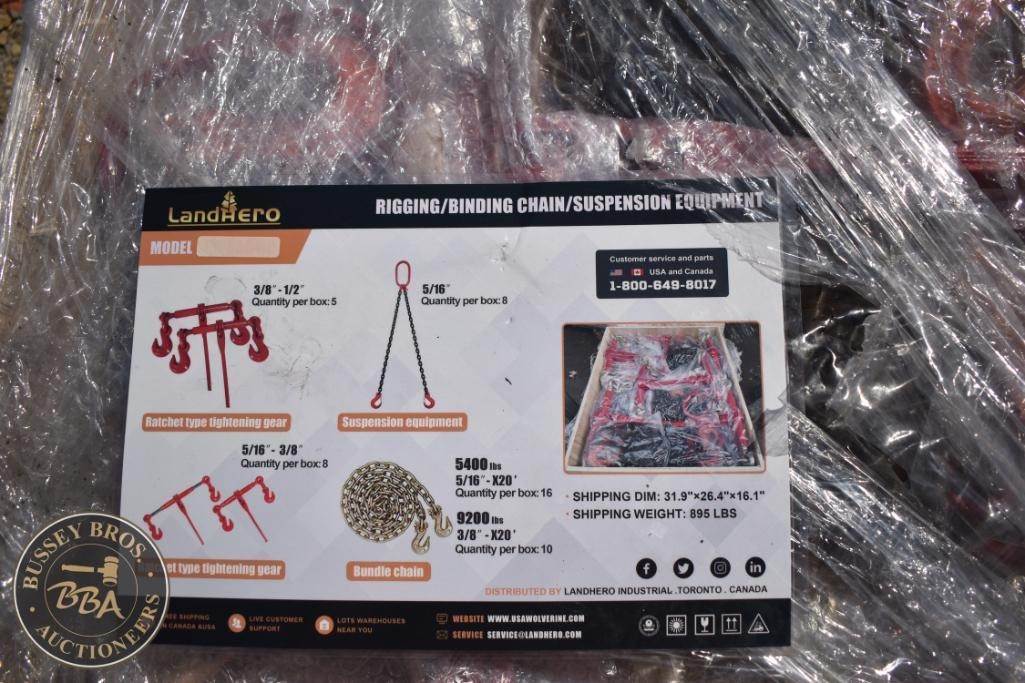 LANDHERO
RIGGING/BINDING CHAIN/SUSPENSION EQUIPMENT
MODEL
Customer service and parts
USA and Canada
1-800-649-8017
3/8" - 1/2"
Quantity per box: 5
5/16"
Quantity per box: 8
Ratchet type tightening gear
Suspension equipment
5/16" - 3/8"
Quantity per box: 8
5400 lbs
5/16" -X20'
Quantity per box: 16
9200 lbs
3/8" -X20'
Quantity per box: 10
type tightening gear
Bundle chain
· SHIPPING DIM: 31.9"×26.4"×16.1"
· SHIPPING WEIGHT: 895 LBS
DISTRIBUTED BY LANDHERO INDUSTRIAL .TORONTO . CANADA
SHIPPING
CANADA &USA
LIVE CUSTOMER
SUPPORT
LOTS WAREHOUSES
NEAR YOU
WEBSITE WWW.USAWOLVERINE.COM
SERVICE SERVICE@LANDHERO.COM
BUSSEY BROS.
BBA
AUCTIONEERS